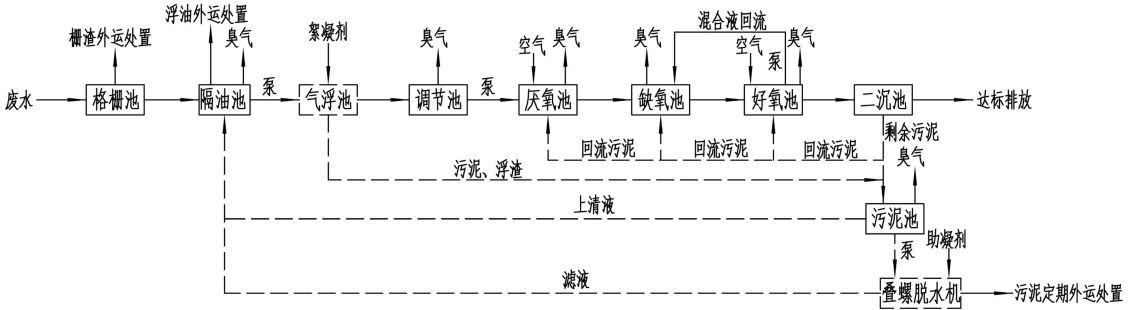 浮油外运处置
混合液回流
栅渣外运处置
臭气
絮凝剂
臭气
空气
臭气
臭气
空气
泵
臭气
废水
格栅池
隔油池
泵
气浮池
调节池
泵
厌氧池
缺氧池
好氧池
二沉池
达标排放
剩余污泥
回流污泥
回流污泥
回流污泥
臭气
污泥、浮渣
上清液
污泥池
泵
助凝剂
滤液
叠螺脱水机
污泥定期外运处置